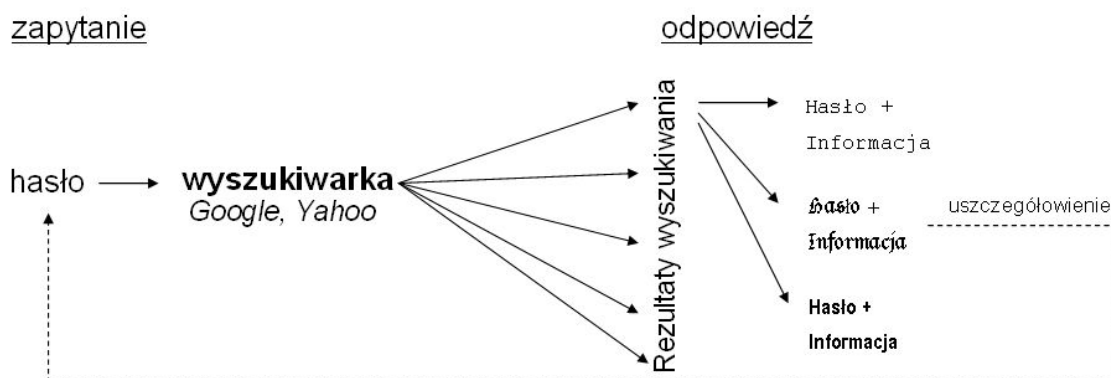 zapytanie
odpowiedź
hasło
wyszukiwarka
Google, Yahoo
Rezultaty wyszukiwania
Hasło +
Informacja
Hasło +
Informacja
uszczegółowienie
Hasło +
Informacja